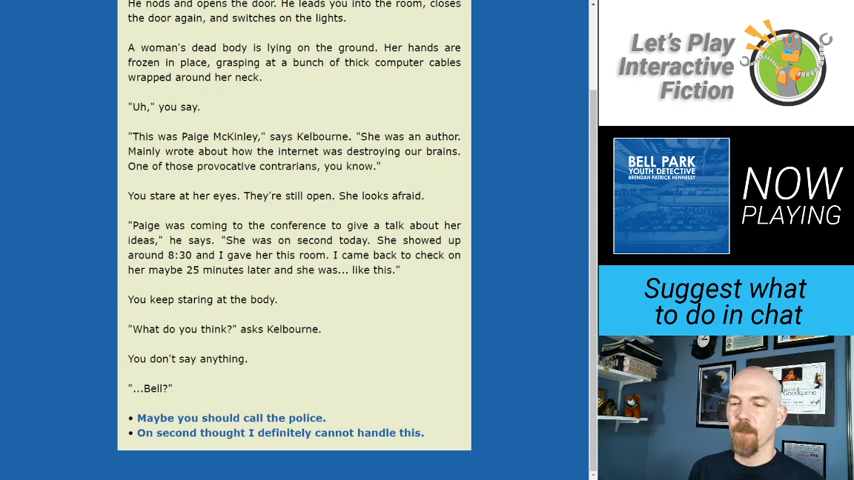 He nods and opens the door. He leads you into the room, closes
the door again, and switches on the lights.
A woman's dead body is lying on the ground. Her hands are
frozen in place, grasping at a bunch of thick computer cables
wrapped around her neck.
"Uh," you say.
"This was Paige McKinley," says Kelbourne. "She was an author.
Mainly wrote about how the internet was destroying our brains.
One of those provocative contrarians, you know."
You stare at her eyes. They're still open. She looks afraid.
"Paige was coming to the conference to give a talk about her
ideas," he says. "She was on second today. She showed up
around 8:30 and I gave her this room. I came back to check on
her maybe 25 minutes later and she was... like this."
You keep staring at the body.
"What do you think?" asks Kelbourne.
You don't say anything.
"...Bell?"
• Maybe you should call the police.
• On second thought I definitely cannot handle this.
Let's Play
Interactive
Fiction
BELL PARK
YOUTH DETECTIVE
BRENDAN PATRICK HENNESSY
NOW
PLAYING
Suggest what
to do in chat